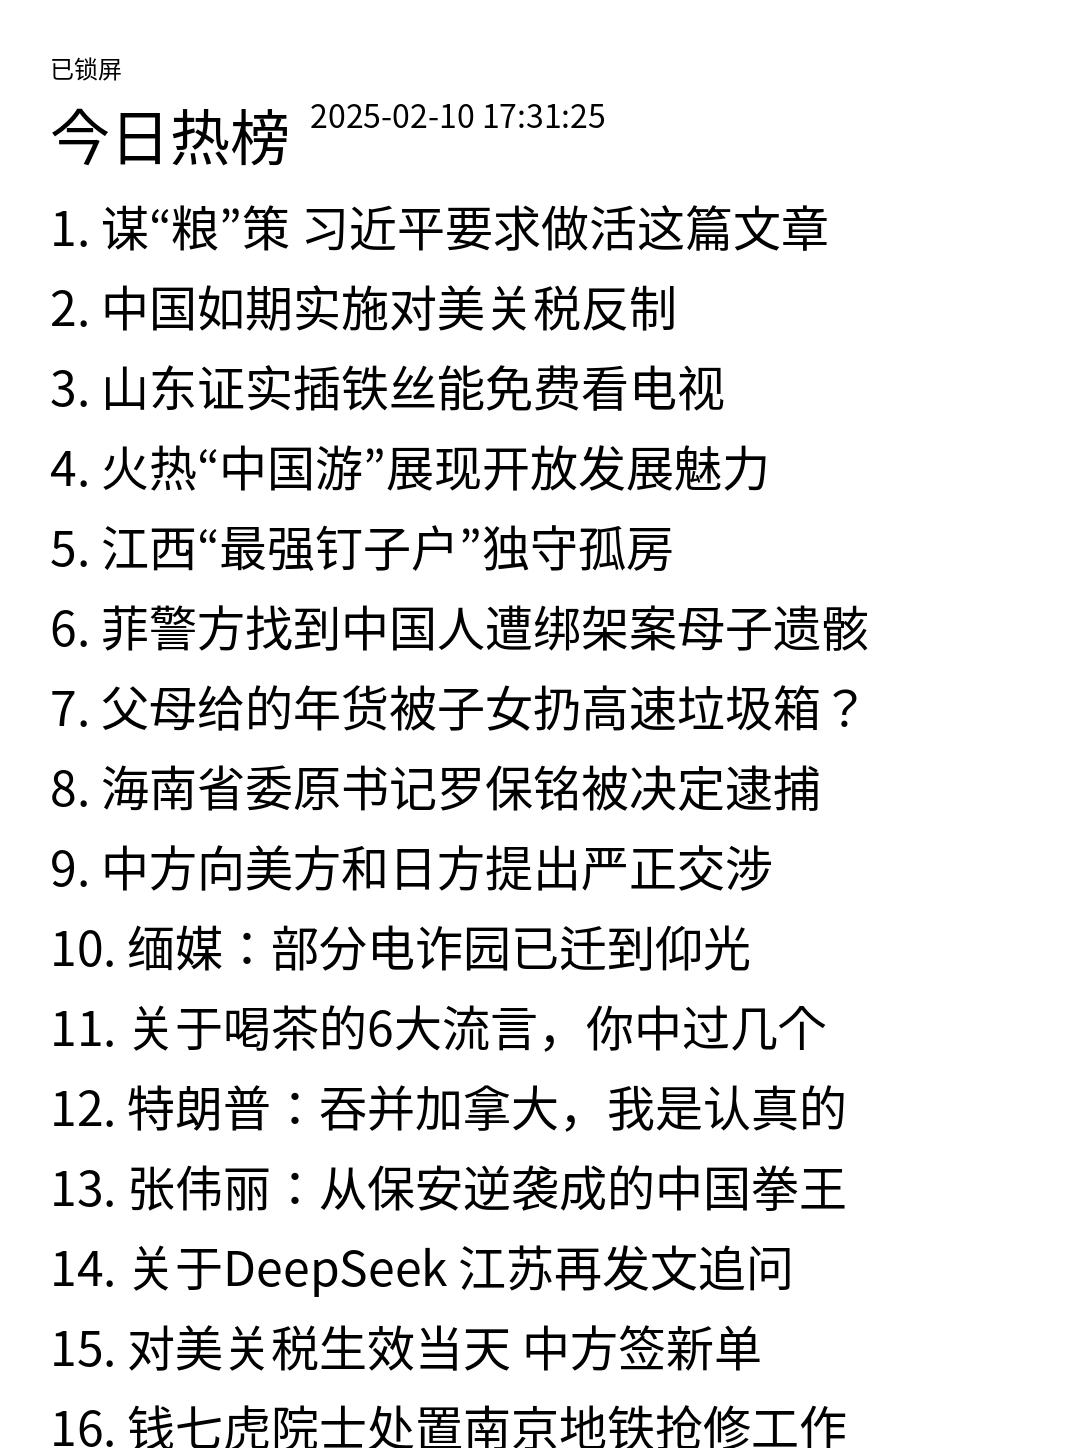 已锁屏
今日热榜 2025-02-10 17:31:25
1. 谋“粮”策 习近平要求做活这篇文章
2. 中国如期实施对美关税反制
3. 山东证实插铁丝能免费看电视
4. 火热“中国游”展现开放发展魅力
5. 江西“最强钉子户”独守孤房
6. 菲警方找到中国人遭绑架案母子遗骸
7. 父母给的年货被子女扔高速垃圾箱？
8. 海南省委原书记罗保铭被决定逮捕
9. 中方向美方和日方提出严正交涉
10. 缅媒：部分电诈园已迁到仰光
11. 关于喝茶的6大流言，你中过几个
12. 特朗普：吞并加拿大，我是认真的
13. 张伟丽：从保安逆袭成的中国拳王
14. 关于DeepSeek 江苏再发文追问
15. 对美关税生效当天 中方签新单
16. 钱七虎院士处置南京地铁抢修工作